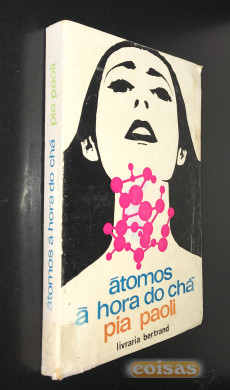 átomos
à hora do chá
pia paoli
livraria bertrand
átomos à hora do chá pia paoli
coisas